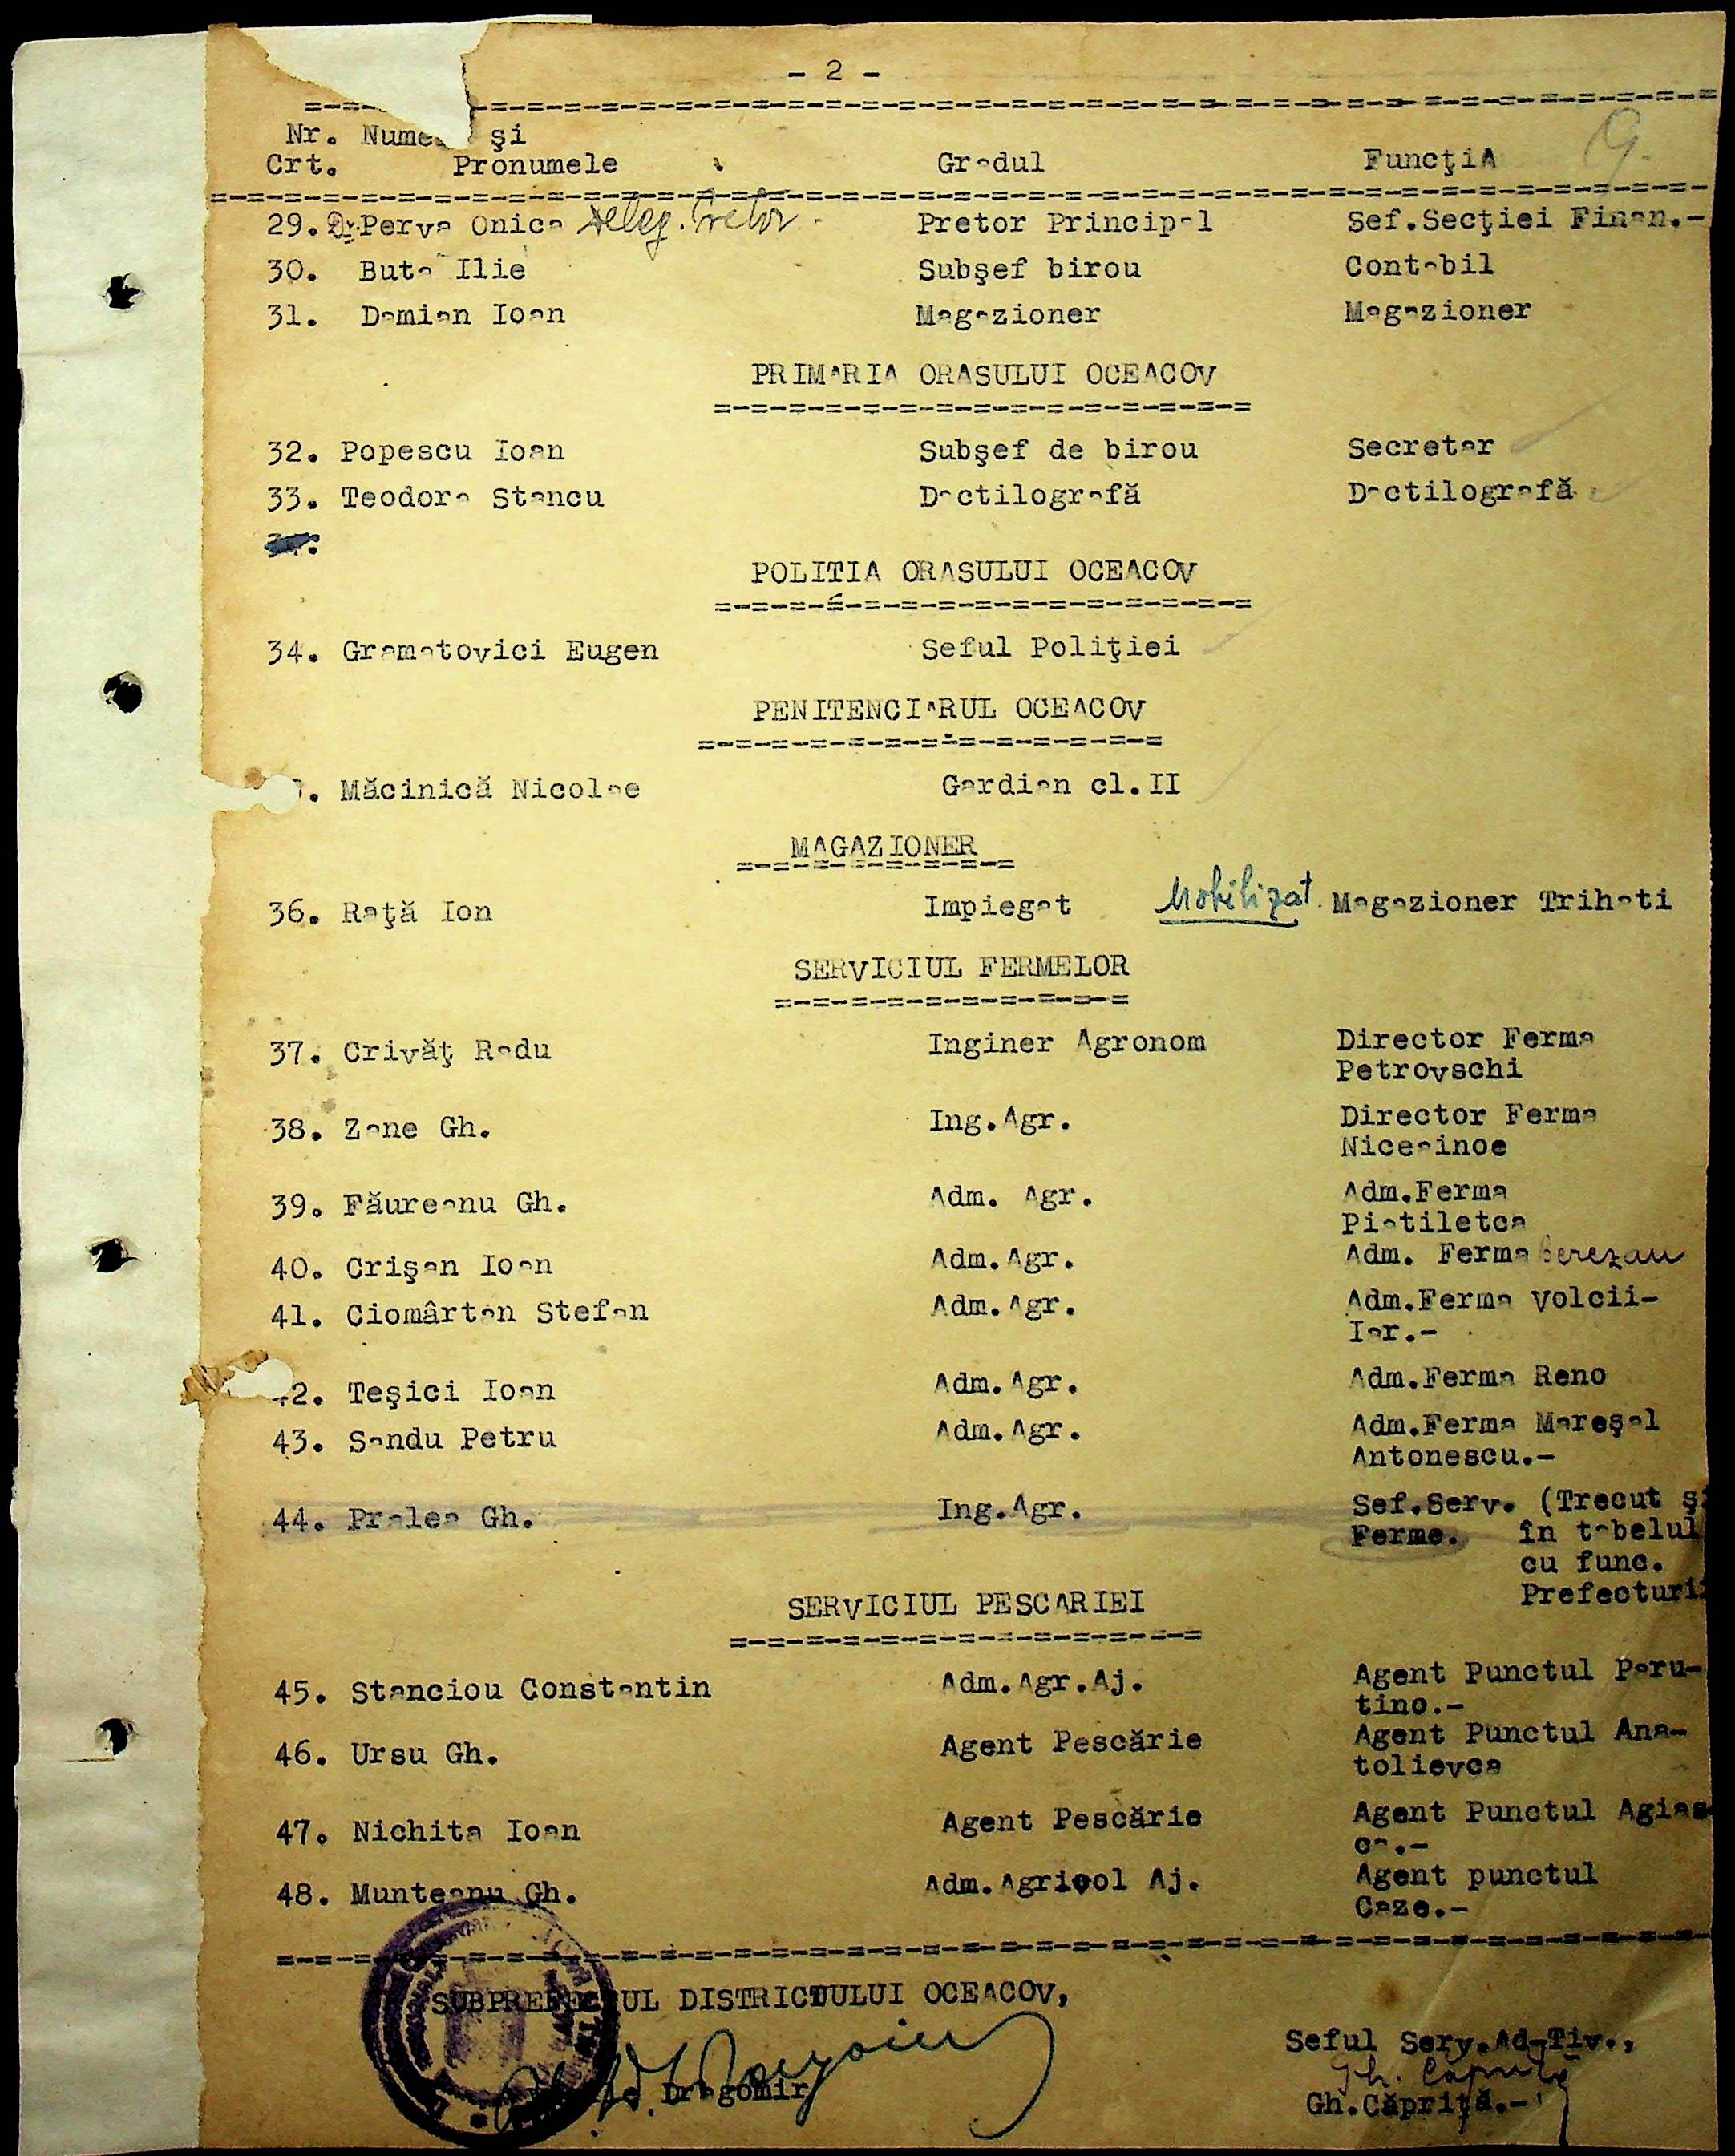 - 2 -
=-=-=-=-=-=-=-=-=-=-=-=-=-=-=-=-=-=-=-=-=-=-=-=-=
Nr. Nume şi
Crt. Pronumele Gradul FuncţiA 9.
=-=-=-=-=-=-=-=-=-=-=-=-=-=-=-=-=-=-=-=-=-=-=-=-=
29. Dr. Perva Onica Deleg. Pretor Pretor Principal Sef.Secţiei Finan.-
30. Buta Ilie Subşef birou Contabil
31. Damian Ioan Magazioner Magazioner
PRIMARIA ORASULUI OCEACOV
=-=-=-=-=-=-=-=-=-=-=-=-=-=-=
32. Popescu Ioan Subşef de birou Secretar
33. Teodora Stancu Dactilografă Dactilografă
POLITIA ORASULUI OCEACOV
=-=-=-=-=-=-=-=-=-=-=-=-=-=-=
34. Gramatovici Eugen Seful Poliţiei
PENITENCIARUL OCEACOV
=-=-=-=-=-=-=-=-=-=-=-=-=
. Măcinică Nicolae Gardian cl.II
MAGAZIONER
=-=-=-=-=-=-=-=
36. Raţă Ion Impiegat Mobilizat. Magazioner Trihati
SERVICIUL FERMELOR
=-=-=-=-=-=-=-=-=-=
37. Crivăţ Radu Inginer Agronom Director Ferma
Petrovschi
38. Zane Gh. Ing.Agr. Director Ferma
Niceainoe
39. Făureanu Gh. Adm. Agr. Adm.Ferma
Piatiletca
40. Crişan Ioan Adm.Agr. Adm. Ferma Berezau
41. Ciomârtan Stefan Adm.Agr. Adm.Ferma Volcii-
Iar.-
42. Teşici Ioan Adm.Agr. Adm.Ferma Reno
43. Sandu Petru Adm.Agr. Adm.Ferma Mareşal
Antonescu.-
44. Pralea Gh. Ing.Agr. Sef.Serv. (Trecut şi
Ferme. în tabelul
cu func.
Prefecturii
SERVICIUL PESCARIEI
=-=-=-=-=-=-=-=-=-=-=-=-=
45. Stanciou Constantin Adm.Agr.Aj. Agent Punctul Paru-
tino.-
46. Ursu Gh. Agent Pescărie Agent Punctul Ana-
tolievca
47. Nichita Ioan Agent Pescărie Agent Punctul Agias-
ca.-
48. Munteanu Gh. Adm.Agricol Aj. Agent punctul
Caze.-
=-=-=-=-=-=-=-=-=-=-=-=-=-=-=-=-=-=-=-=-=-=-=-=-=
SUBPREFECTUL DISTRICTULUI OCEACOV,
Seful Serv.Ad-Tiv.,
Gh. Căpriţă
Dragomir
Gh.Căpriţă.-